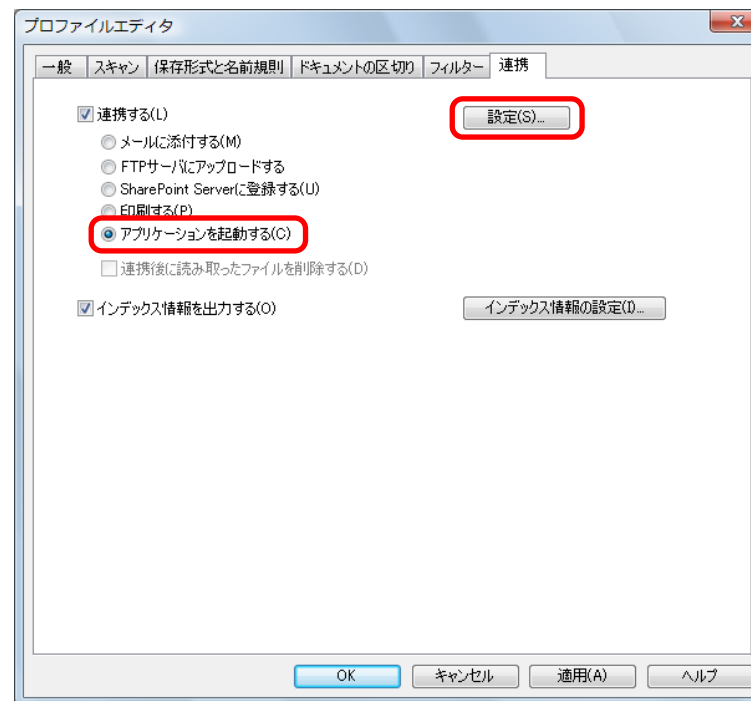 プロファイルエディタ
一般 スキャン 保存形式と名前規則 ドキュメントの区切り フィルター 連携
連携する(L) 設定(S)...
メールに添付する(M)
FTPサーバにアップロードする
SharePoint Serverに登録する(U)
印刷する(P)
アプリケーションを起動する(C)
連携後に読み取ったファイルを削除する(D)
インデックス情報を出力する(O) インデックス情報の設定(I)...
OK キャンセル 適用(A) ヘルプ